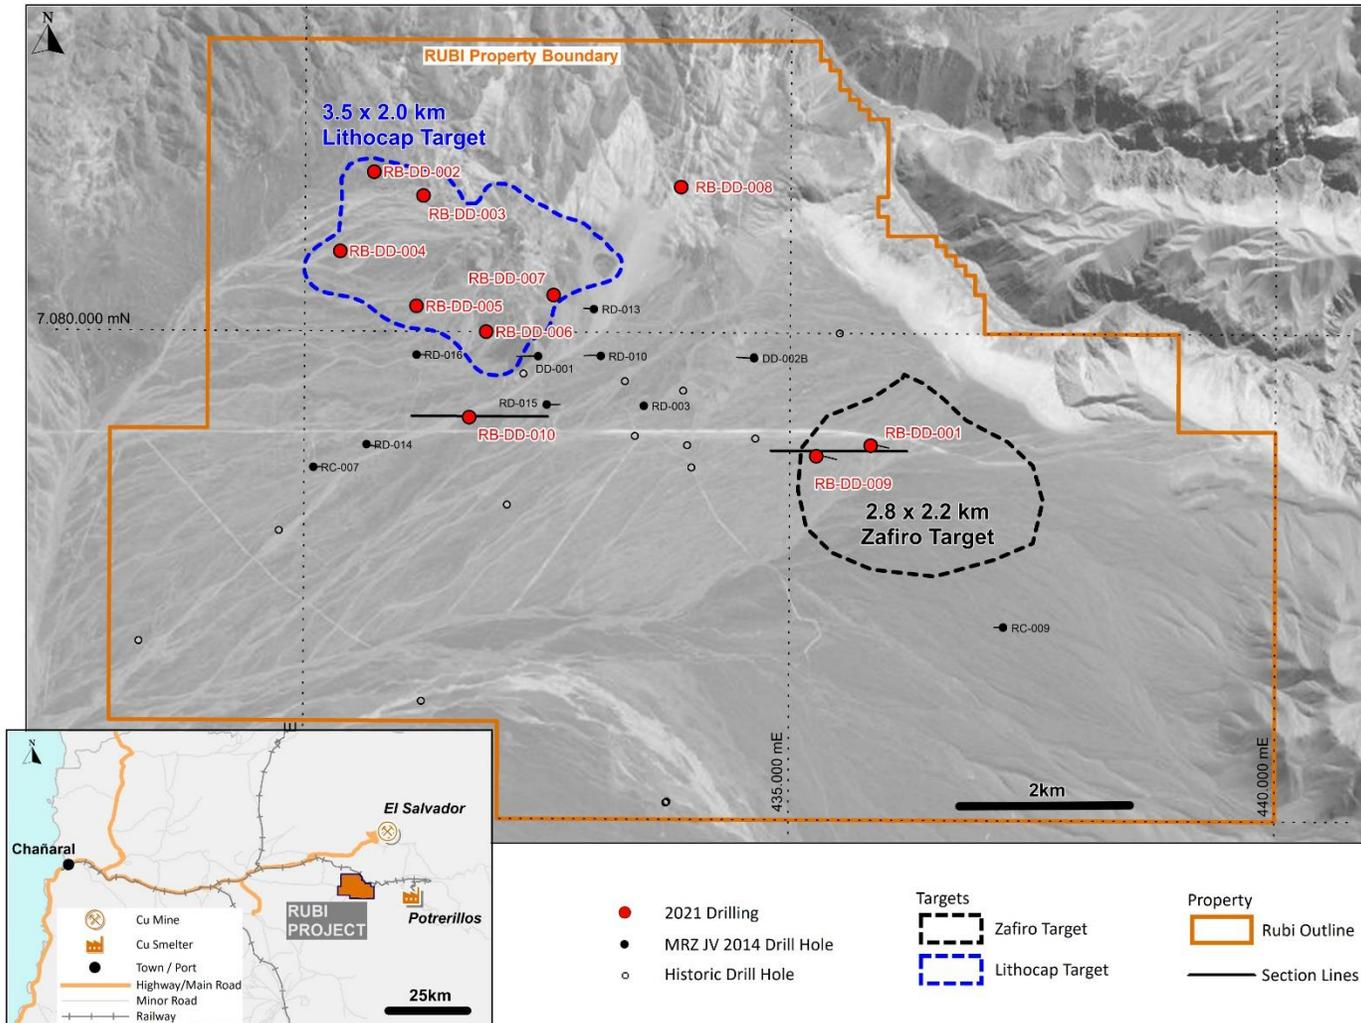 N
RUBI Property Boundary
3.5 x 2.0 km
Lithocap Target
RB-DD-002
RB-DD-003
RB-DD-008
RB-DD-004
RB-DD-007
RB-DD-005
RD-013
7.080.000 mN
RB-DD-006
RD-016
DD-001
RD-010
DD-002B
RD-015
RD-003
RB-DD-010
RB-DD-001
RD-014
RC-007
RB-DD-009
2.8 x 2.2 km
Zafiro Target
RC-009
E
435.000 mE
440.000 mE
2km
N
El Salvador
Chañaral
RUBI
PROJECT
Potrerillos
Cu Mine
Cu Smelter
Town / Port
Highway/Main Road
Minor Road
Railway
25km
2021 Drilling
MRZ JV 2014 Drill Hole
Historic Drill Hole
Targets
Zafiro Target
Lithocap Target
Property
Rubi Outline
Section Lines